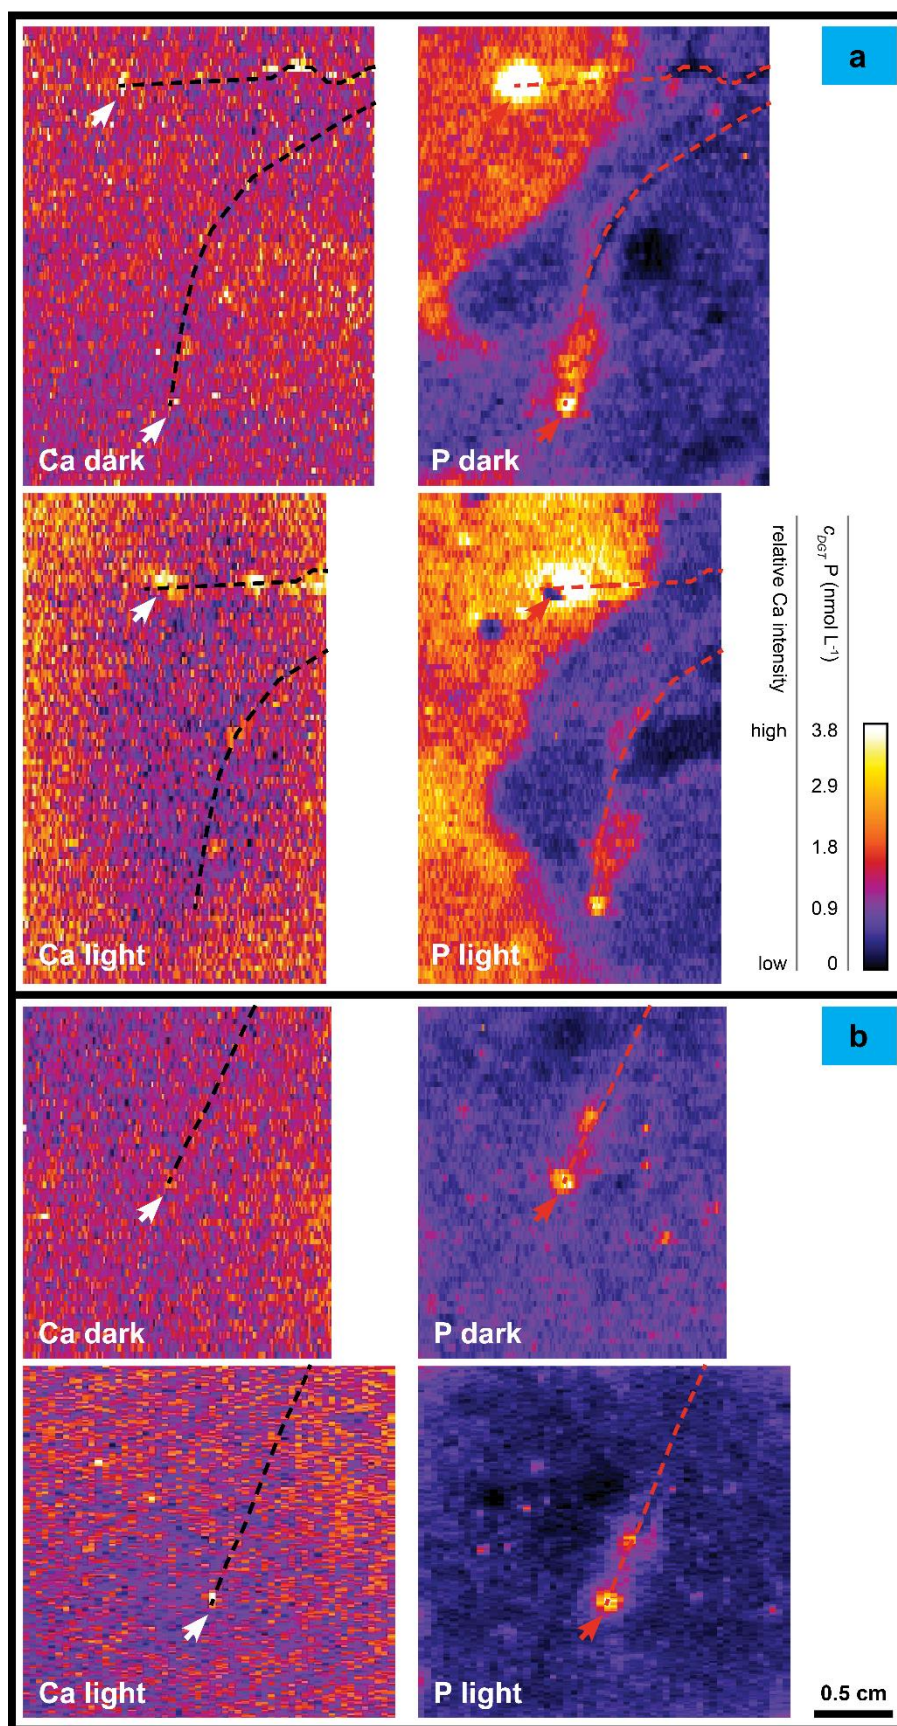 a
Ca dark
P dark
Ca light
P light
relative Ca intensity
c_DGT P (nmol L⁻¹)
high
3.8
2.9
1.8
0.9
low
0
b
Ca dark
P dark
Ca light
P light
0.5 cm